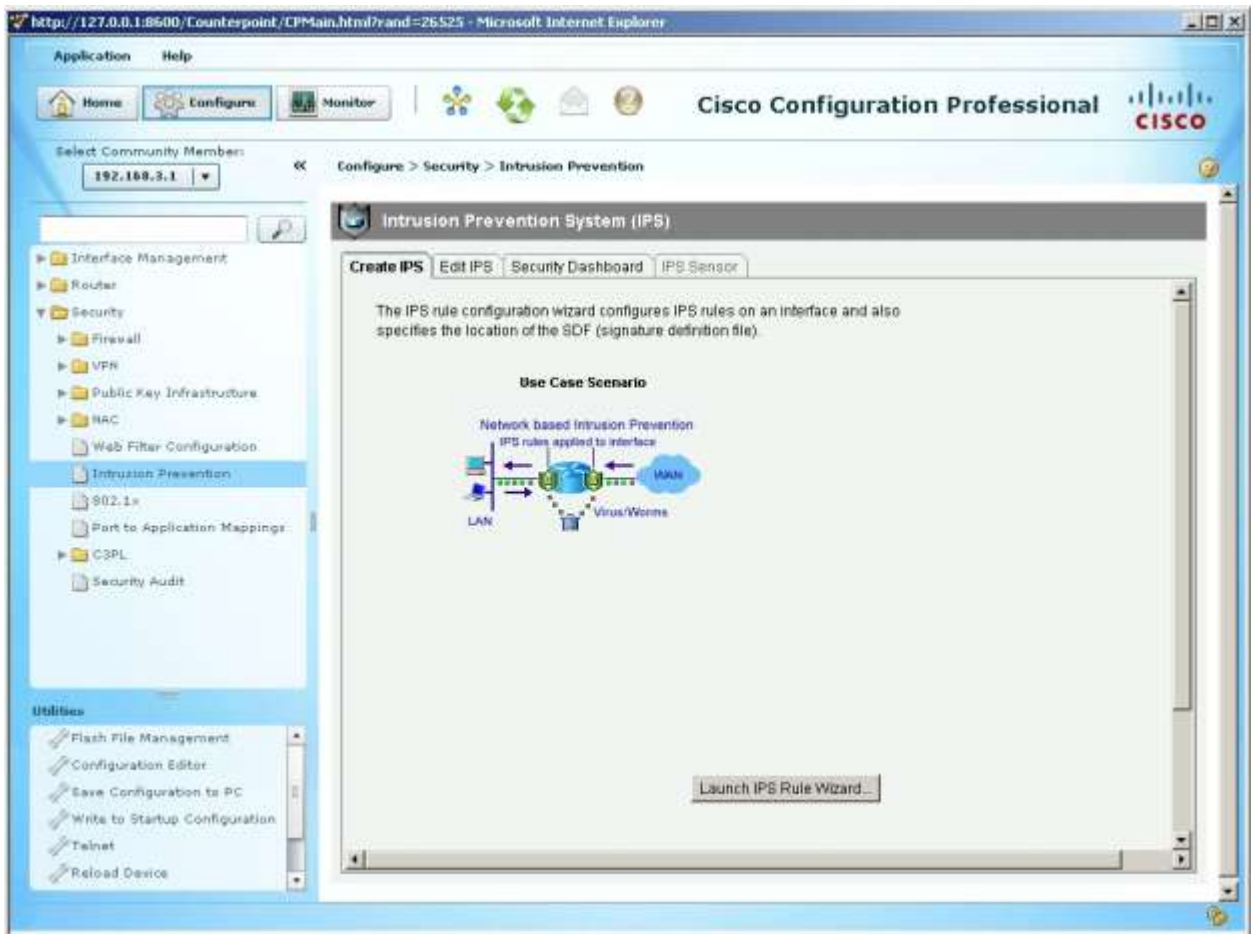 http://127.0.0.1:8600/Counterpoint/CPMain.html?rand=26525 - Microsoft Internet Explorer
Application Help
Home Configure Monitor Cisco Configuration Professional
CISCO
Select Community Member:
192.168.3.1
Configure > Security > Intrusion Prevention
Intrusion Prevention System (IPS)
Interface Management
Router
Security
Firewall
VPN
Public Key Infrastructure
NAC
Web Filter Configuration
Intrusion Prevention
802.1x
Port to Application Mappings
C3PL
Security Audit
Utilities
Flash File Management
Configuration Editor
Save Configuration to PC
Write to Startup Configuration
Telnet
Reload Device
Create IPS Edit IPS Security Dashboard IPS Sensor
The IPS rule configuration wizard configures IPS rules on an interface and also
specifies the location of the SDF (signature definition file).
Use Case Scenario
Network based Intrusion Prevention
IPS rules applied to interface
WAN
LAN
Virus/Worms
Launch IPS Rule Wizard...